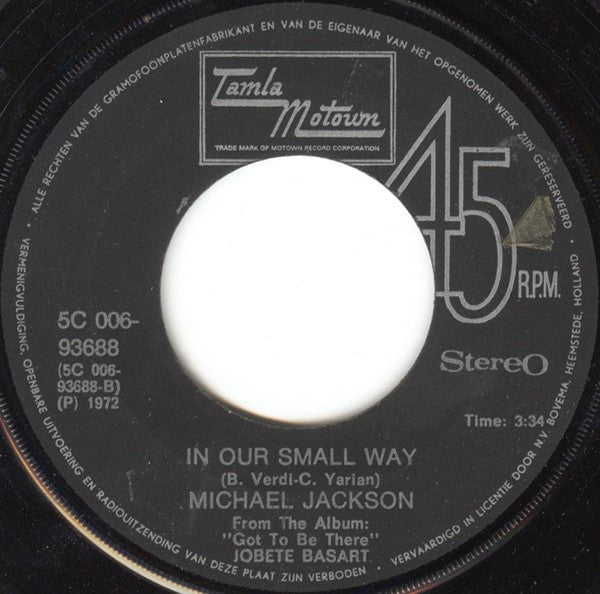 ALLE RECHTEN VAN DE GRAMOFOONPLATENFABRIKANT EN VAN DE EIGENAAR VAN HET OPGENOMEN WERK ZIJN GERESERVEERD
Tamla
Motown
TRADE MARK OF MOTOWN RECORD CORPORATION
45
R.P.M.
5C 006-
93688
(5C 006-
93688-B)
(P) 1972
Stereo
Time: 3:34
IN OUR SMALL WAY
(B. Verdi-C. Yarian)
MICHAEL JACKSON
From The Album:
"Got To Be There"
JOBETE BASART
· VERMENIGVULDIGING, OPENBARE UITVOERING EN RADIOUITZENDING VAN DEZE PLAAT ZIJN VERBODEN ·
VERVAARDIGD IN LICENTIE DOOR N.V. BOVEMA, HEEMSTEDE, HOLLAND ·